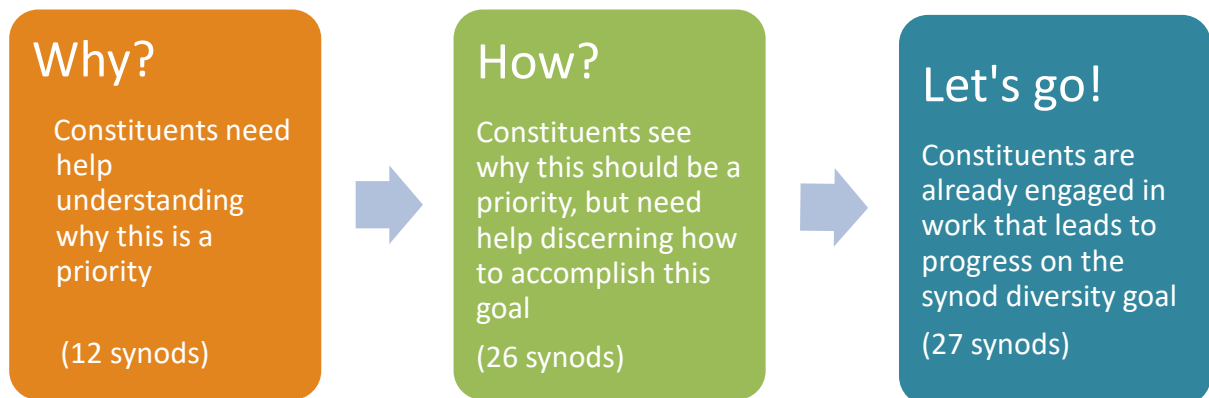 Why?
Constituents need
help
understanding
why this is a
priority
(12 synods)
How?
Constituents see
why this should be a
priority, but need
help discerning how
to accomplish this
goal
(26 synods)
Let's go!
Constituents are
already engaged in
work that leads to
progress on the
synod diversity goal
(27 synods)